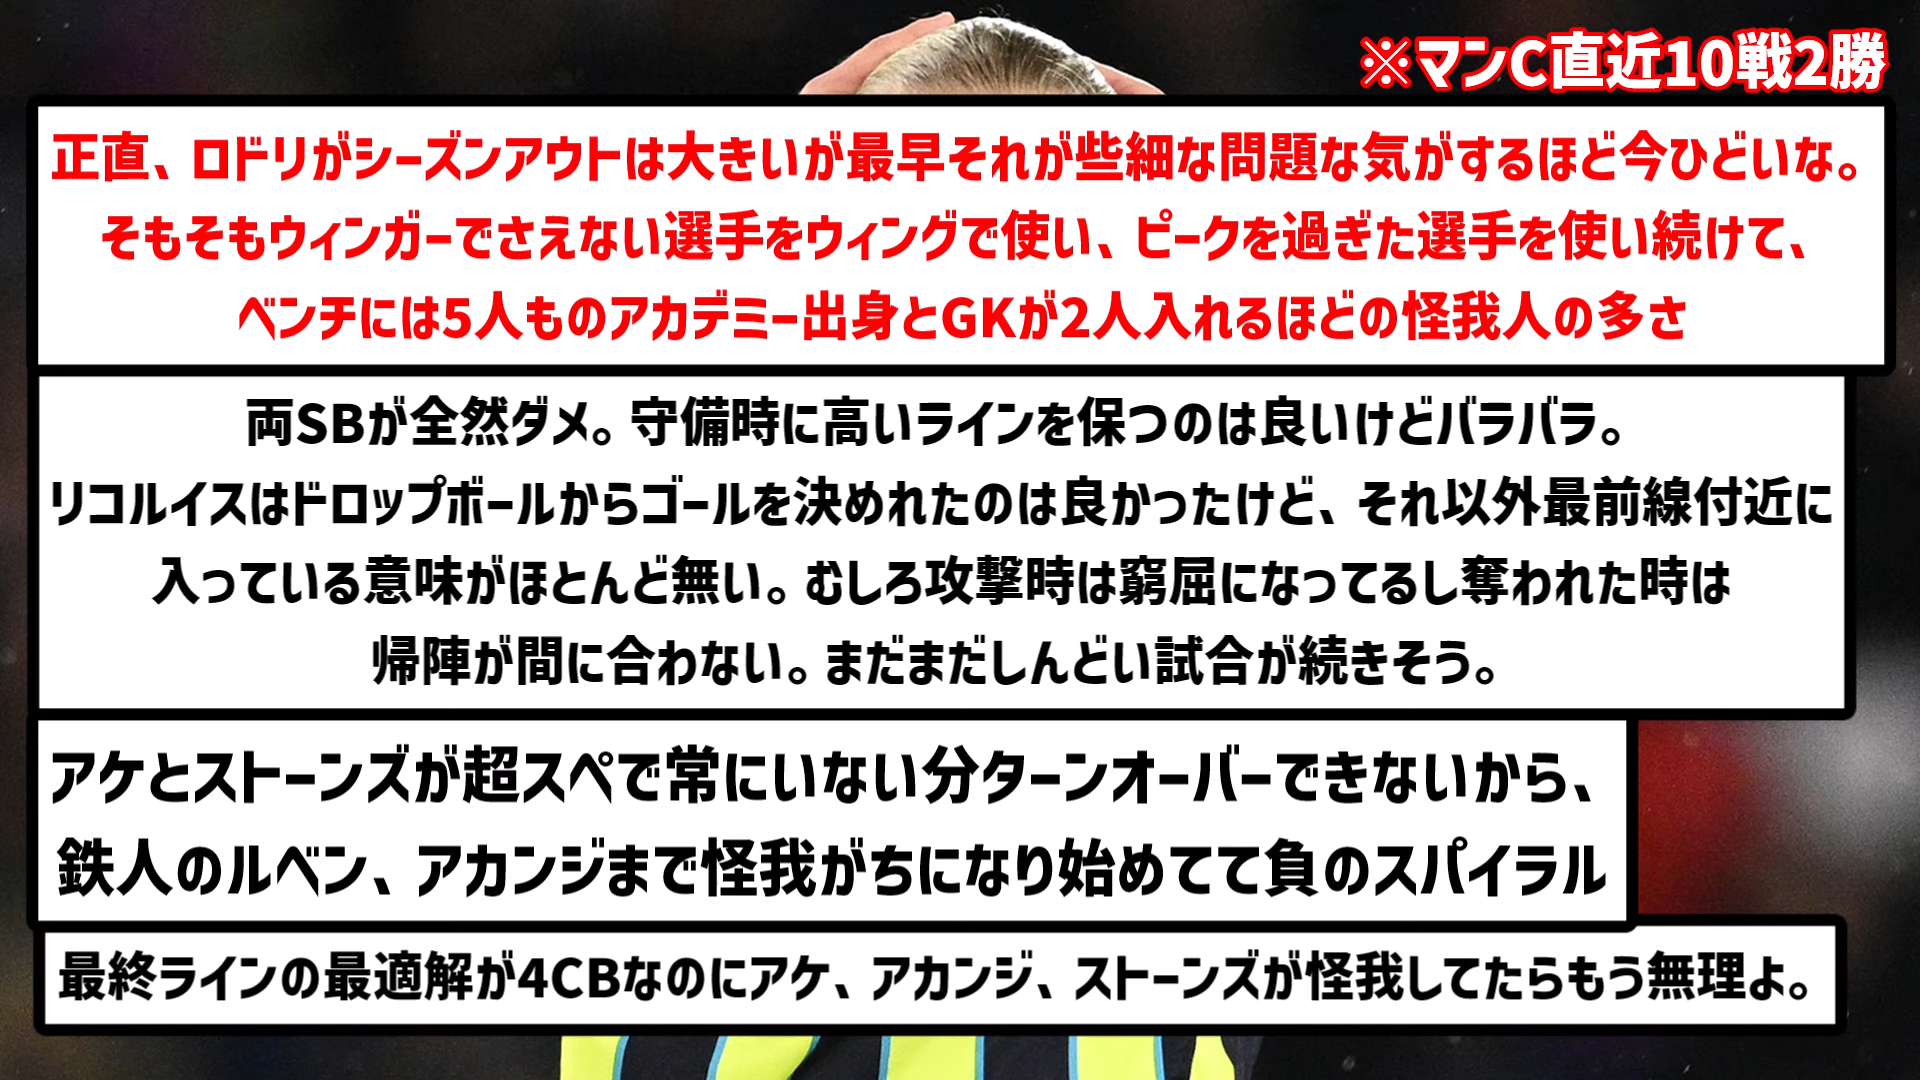 ※マンC直近10戦2勝
正直、ロドリがシーズンアウトは大きいが最早それが些細な問題な気がするほど今ひどいな。
そもそもウィンガーでさえない選手をウィングで使い、ピークを過ぎた選手を使い続けて、
ベンチには5人ものアカデミー出身とGKが2人入れるほどの怪我人の多さ
両SBが全然ダメ。守備時に高いラインを保つのは良いけどバラバラ。
リコルイスはドロップボールからゴールを決めれたのは良かったけど、それ以外最前線付近に
入っている意味がほとんど無い。むしろ攻撃時は窮屈になってるし奪われた時は
帰陣が間に合わない。まだまだしんどい試合が続きそう。
アケとストーンズが超スペで常にいない分ターンオーバーできないから、
鉄人のルベン、アカンジまで怪我がちになり始めてて負のスパイラル
最終ラインの最適解が4CBなのにアケ、アカンジ、ストーンズが怪我してたらもう無理よ。